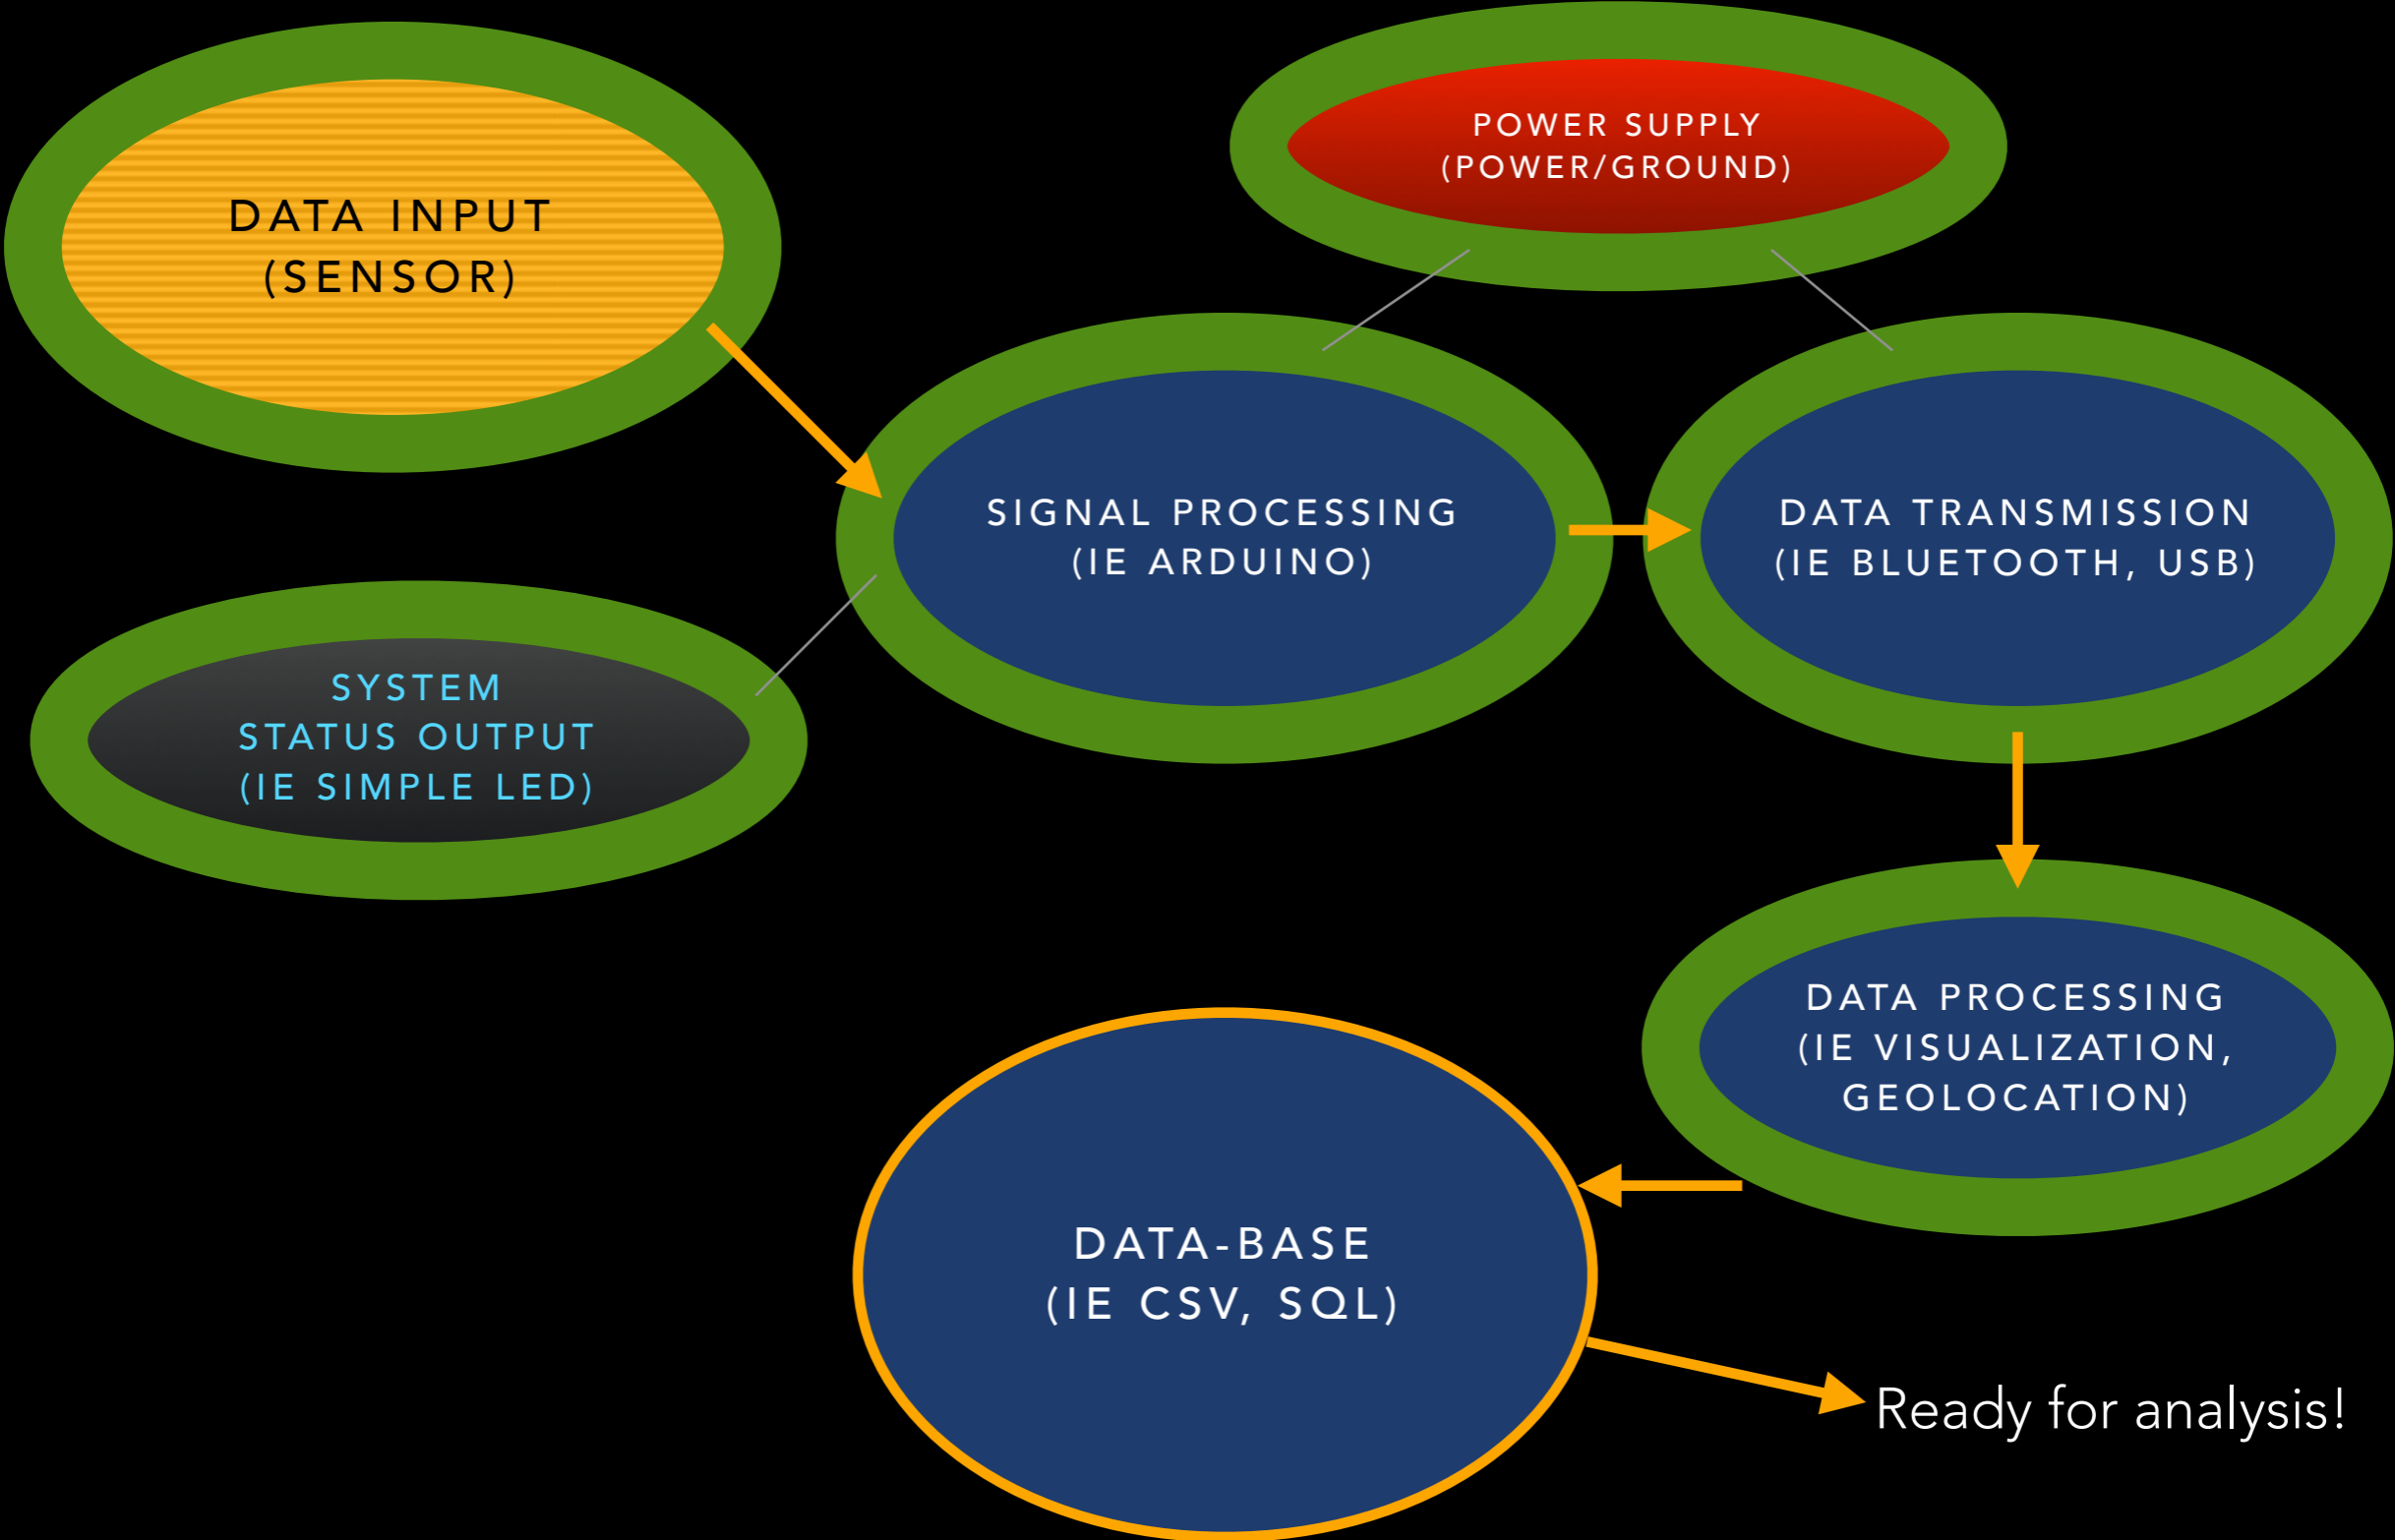 DATA INPUT
(SENSOR)
POWER SUPPLY
(POWER/GROUND)
SIGNAL PROCESSING
(IE ARDUINO)
DATA TRANSMISSION
(IE BLUETOOTH, USB)
SYSTEM
STATUS OUTPUT
(IE SIMPLE LED)
DATA PROCESSING
(IE VISUALIZATION,
GEOLOCATION)
DATA-BASE
(IE CSV, SQL)
Ready for analysis!